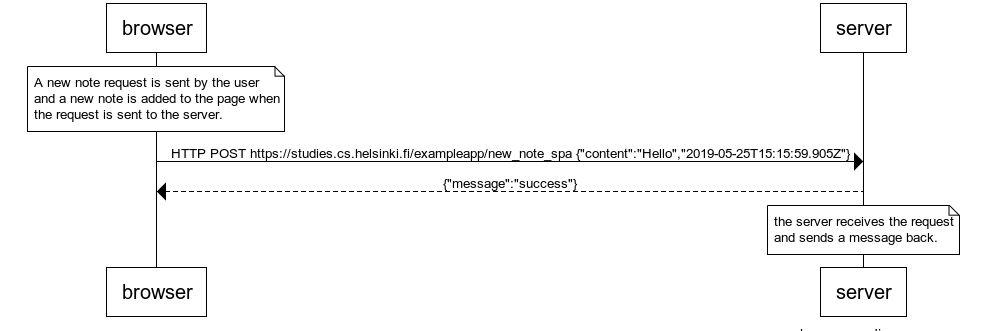 browser
server
A new note request is sent by the user
and a new note is added to the page when
the request is sent to the server.
HTTP POST https://studies.cs.helsinki.fi/exampleapp/new_note_spa {"content":"Hello","2019-05-25T15:15:59.905Z"}
{"message":"success"}
the server receives the request
and sends a message back.
browser
server